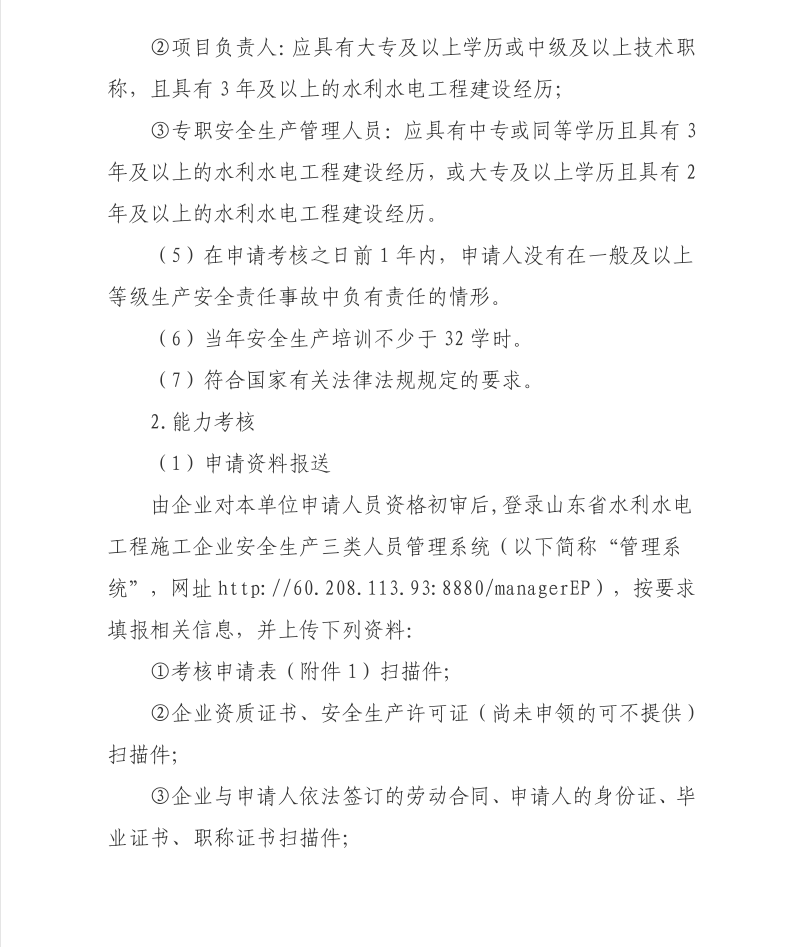 ②项目负责人：应具有大专及以上学历或中级及以上技术职
称，且具有 3 年及以上的水利水电工程建设经历；
③专职安全生产管理人员：应具有中专或同等学历且具有 3
年及以上的水利水电工程建设经历，或大专及以上学历且具有 2
年及以上的水利水电工程建设经历。
（5）在申请考核之日前 1 年内，申请人没有在一般及以上
等级生产安全责任事故中负有责任的情形。
（6）当年安全生产培训不少于 32 学时。
（7）符合国家有关法律法规规定的要求。
2.能力考核
（1）申请资料报送
由企业对本单位申请人员资格初审后,登录山东省水利水电
工程施工企业安全生产三类人员管理系统（以下简称“管理系
统”，网址 http://60.208.113.93:8880/managerEP），按要求
填报相关信息，并上传下列资料：
①考核申请表（附件 1）扫描件；
②企业资质证书、安全生产许可证（尚未申领的可不提供）
扫描件；
③企业与申请人依法签订的劳动合同、申请人的身份证、毕
业证书、职称证书扫描件；